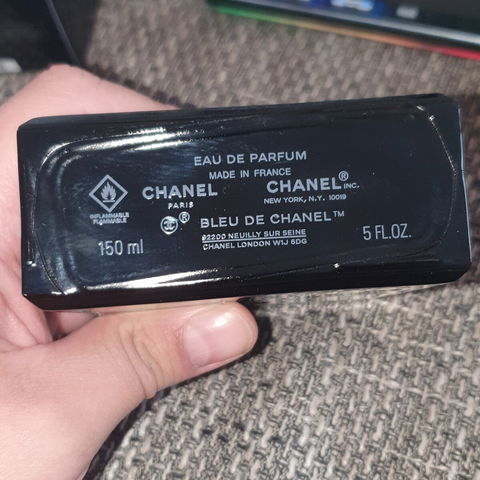 EAU DE PARFUM
MADE IN FRANCE
CHANEL CHANEL® INC.
PARIS NEW YORK, N.Y. 10019
INFLAMMABLE
FLAMMABLE
®
BLEU DE CHANEL™
150 ml 92200 NEUILLY SUR SEINE 5 FL.OZ.
CHANEL LONDON W1J 6DG